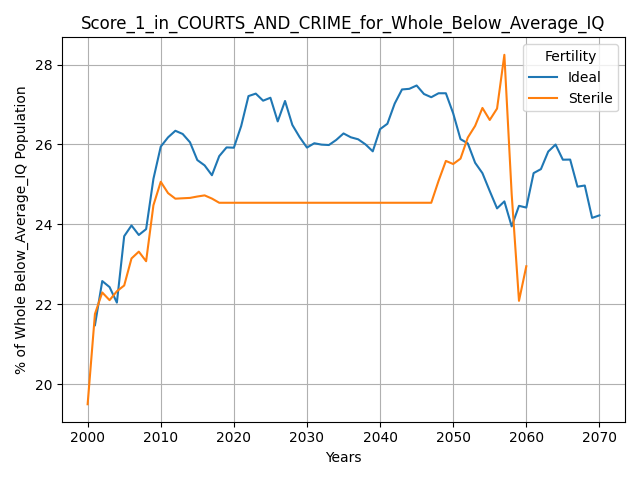 Score_1_in_COURTS_AND_CRIME_for_Whole_Below_Average_IQ
% of Whole Below_Average_IQ Population
28
26
24
22
20
Fertility
Ideal
Sterile
2000 2010 2020 2030 2040 2050 2060 2070
Years